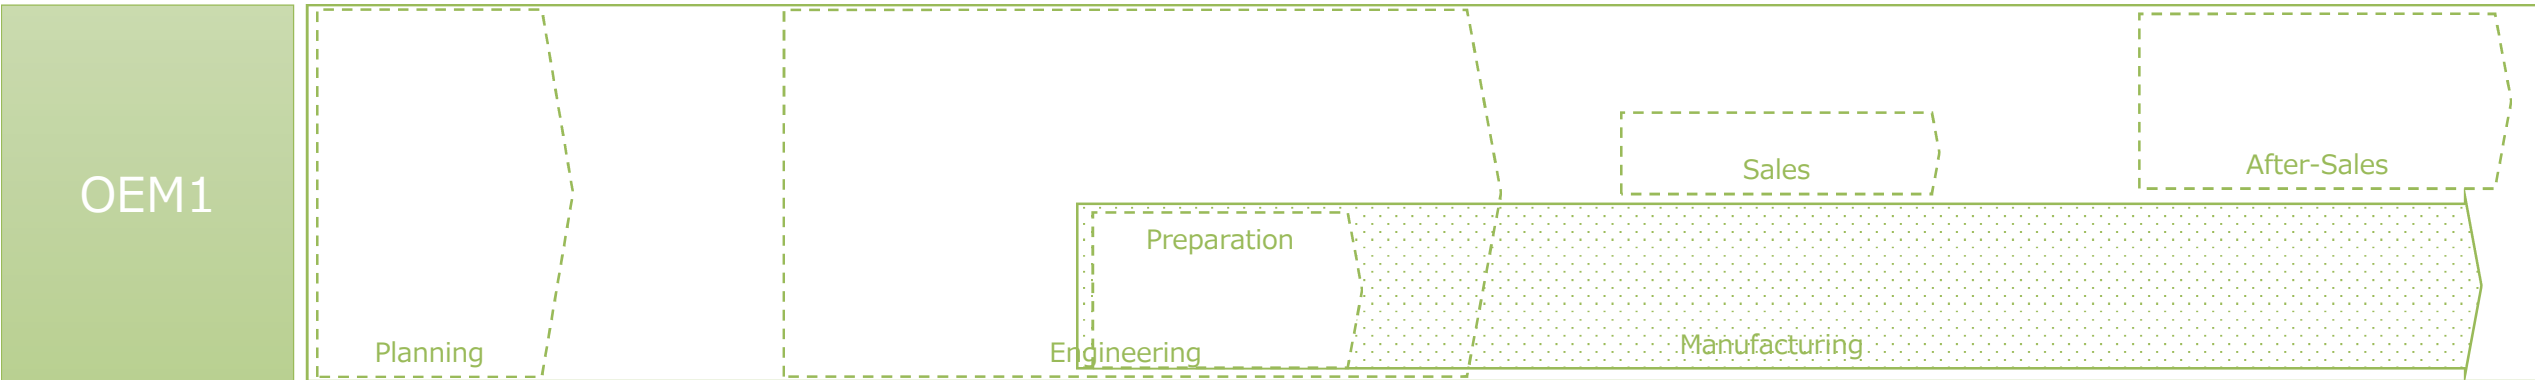 OEM1
Planning
Engineering
Preparation
Manufacturing
Sales
After-Sales